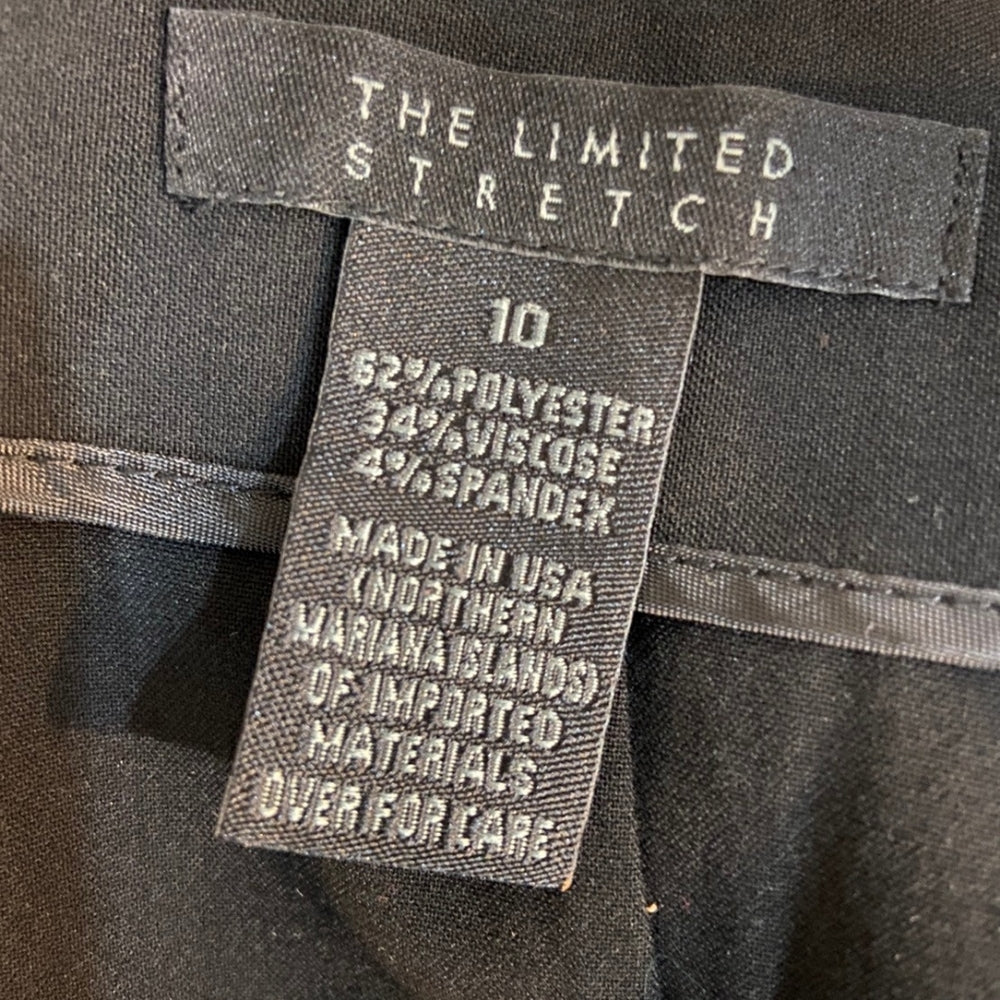 THE LIMITED
STRETCH
10
62%POLYESTER
34%VISCOSE
4%SPANDEX
MADE IN USA
(NORTHERN
MARIANA ISLANDS)
OF IMPORTED
MATERIALS
OVER FOR CARE